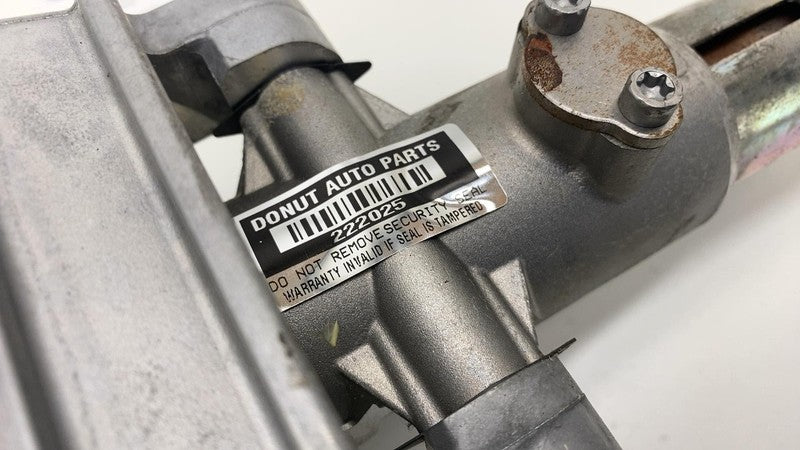 DONUT AUTO PARTS
222025
DO NOT REMOVE SECURITY SEAL
WARRANTY INVALID IF SEAL IS TAMPERED